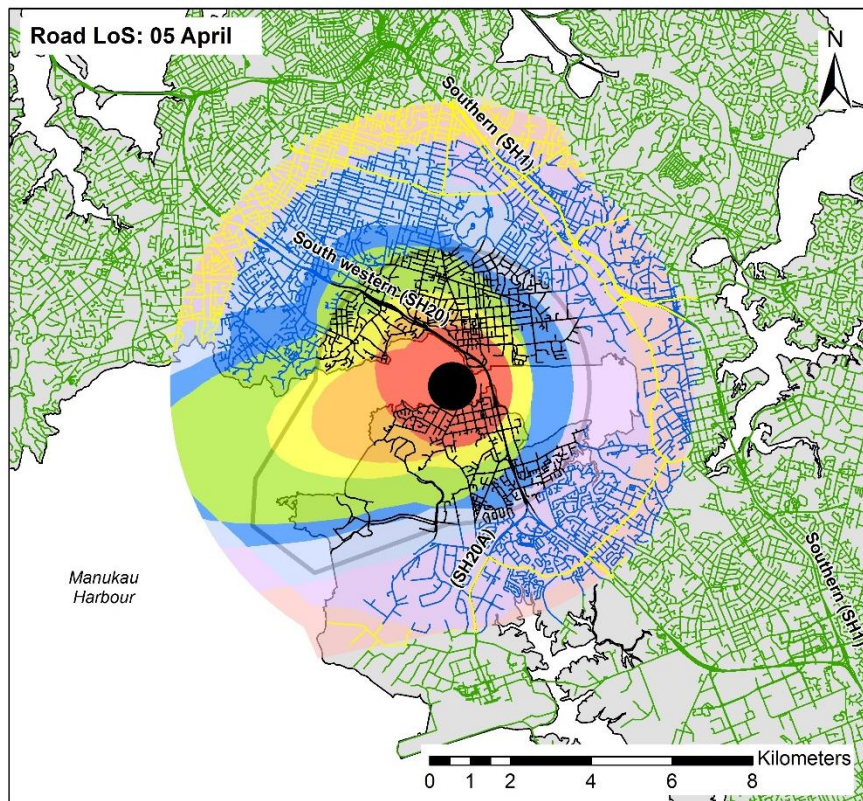 Road LoS: 05 April
N
Southern (SH1)
South western (SH20)
(SH20A)
Manukau
Harbour
Southern (SH1)
Kilometers
0 1 2 4 6 8